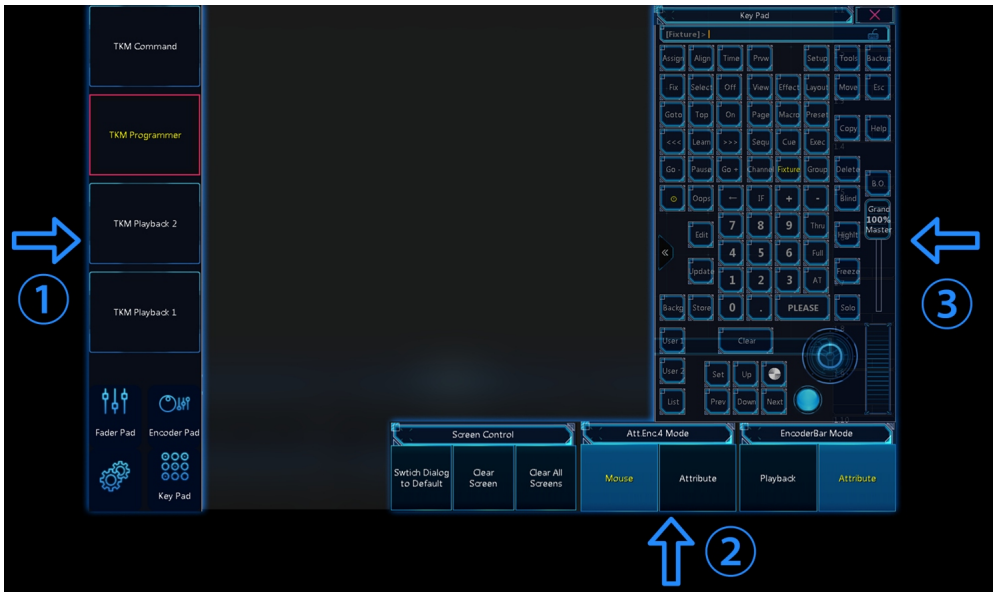 TKM Command
TKM Programmer
TKM Playback 2
TKM Playback 1
Fader Pad
Encoder Pad
Key Pad
1
Screen Control
Swtich Dialog
to Default
Clear
Screen
Clear All
Screens
Att.Enc.4 Mode
Mouse
Attribute
EncoderBar Mode
Playback
Attribute
2
Key Pad
[Fixture]>
Assign Align Time Prvw Setup Tools Backup
Fix Select Off View Effect Layout Move Esc
Goto Top On Page Macro Preset
Copy Help
<<< Learn >>> Sequ Cue Exec
1.4
Go - Pause Go + Channel Fixture Group Delete
B.O.
Oops ← IF + - Blind
Grand
100%
Master
Edit 7 8 9 Thru Highlt
« 4 5 6 Full
Update 1 2 3 AT Freeze
Backg Store 0 . PLEASE Solo
User 1 Clear
User 2 Set Up
List Prev Down Next
3